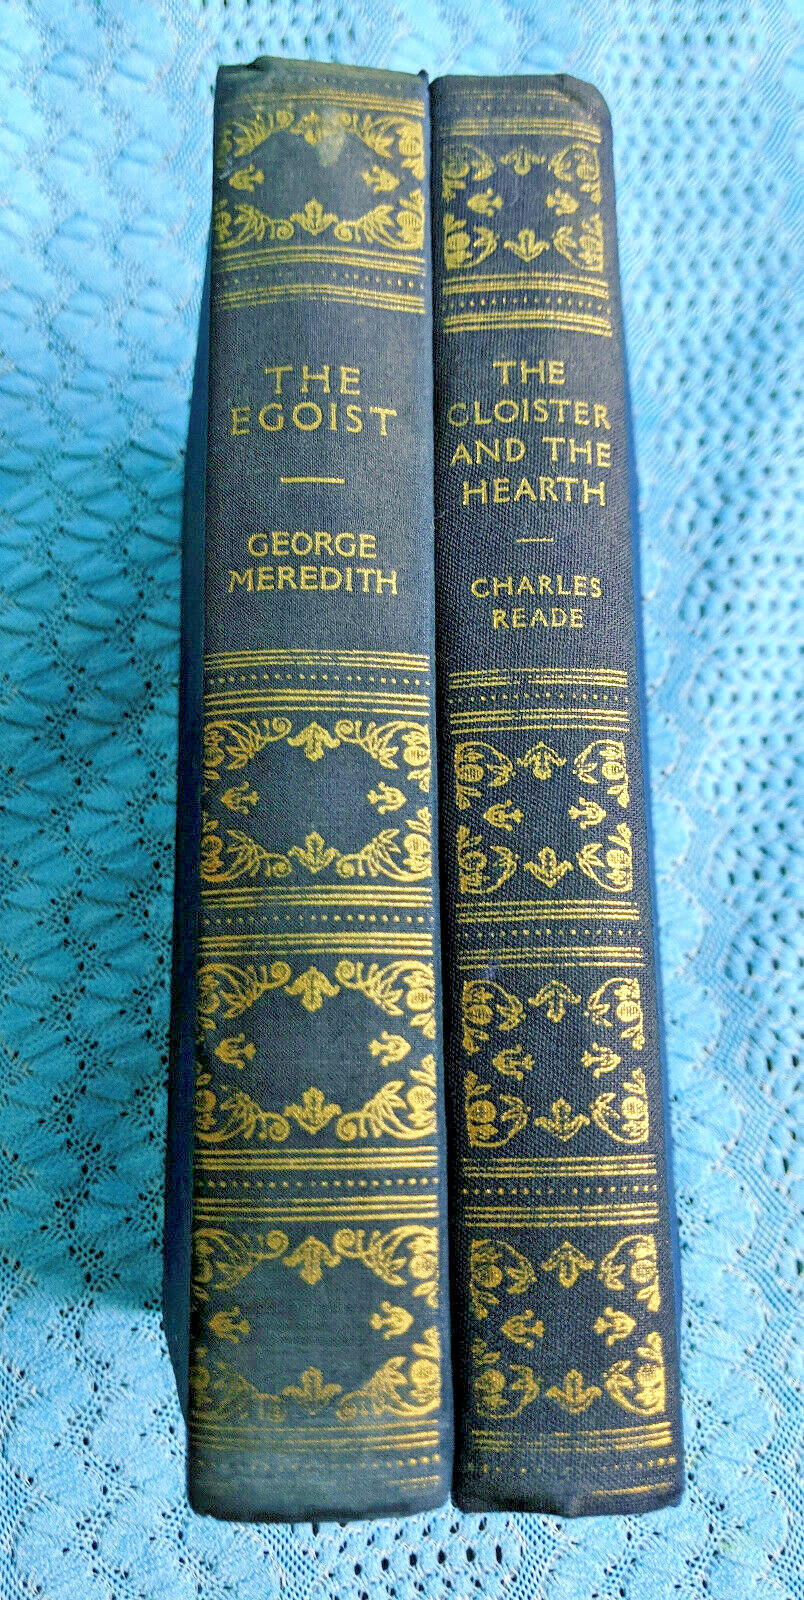 THE
EGOIST
GEORGE
MEREDITH
THE
CLOISTER
AND THE
HEARTH
CHARLES
READE